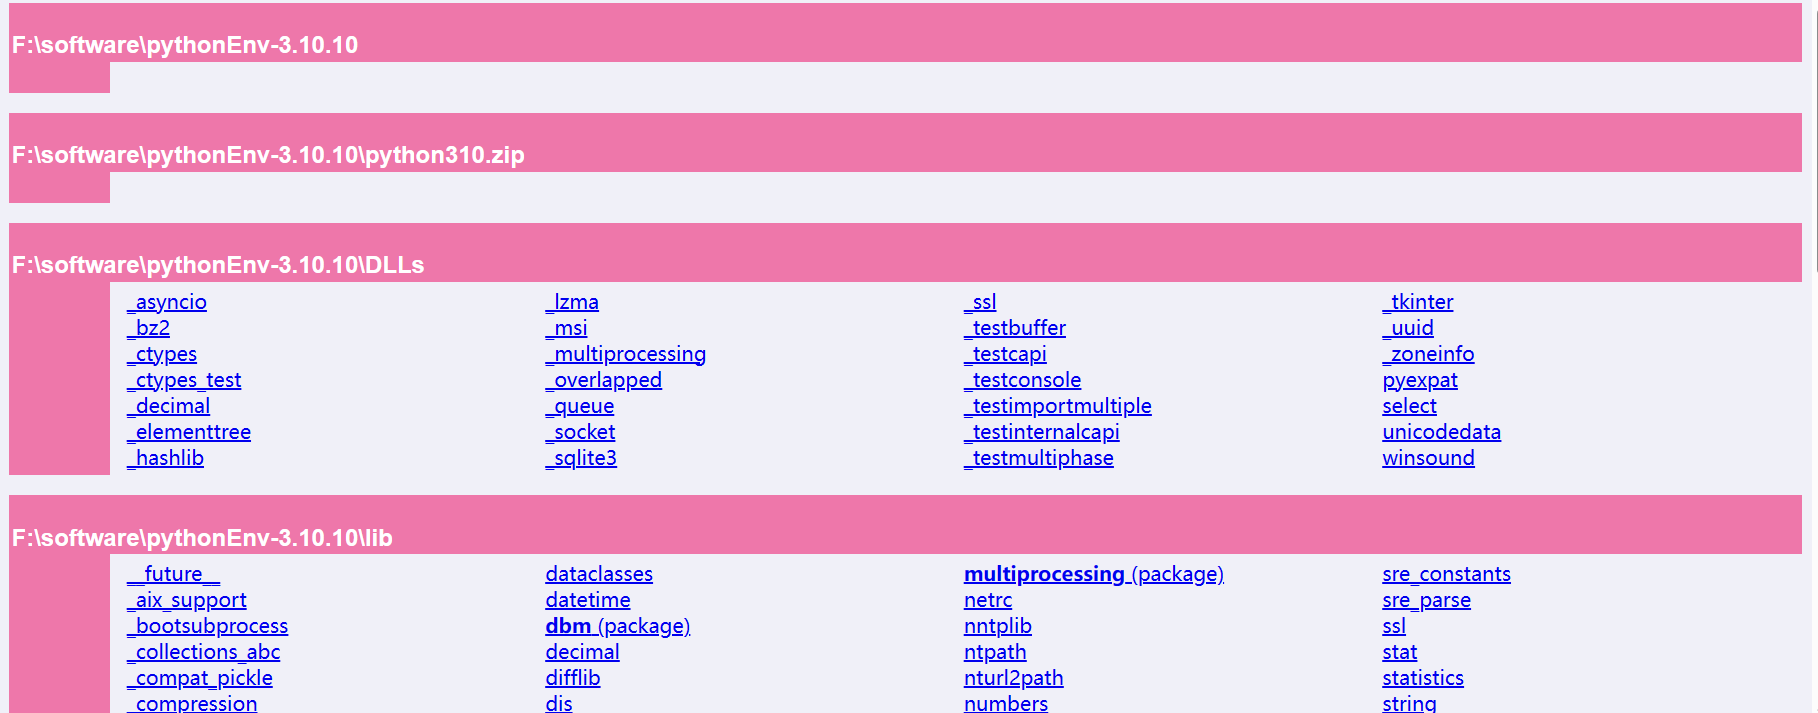 F:\software\pythonEnv-3.10.10
F:\software\pythonEnv-3.10.10\python310.zip
F:\software\pythonEnv-3.10.10\DLLs
_asyncio _lzma _ssl _tkinter
_bz2 _msi _testbuffer _uuid
_ctypes _multiprocessing _testcapi _zoneinfo
_ctypes_test _overlapped _testconsole pyexpat
_decimal _queue _testimportmultiple select
_elementtree _socket _testinternalcapi unicodedata
_hashlib _sqlite3 _testmultiphase winsound
F:\software\pythonEnv-3.10.10\lib
__future__ dataclasses multiprocessing (package) sre_constants
_aix_support datetime netrc sre_parse
_bootsubprocess dbm (package) nntplib ssl
_collections_abc decimal ntpath stat
_compat_pickle difflib nturl2path statistics
_compression dis numbers string